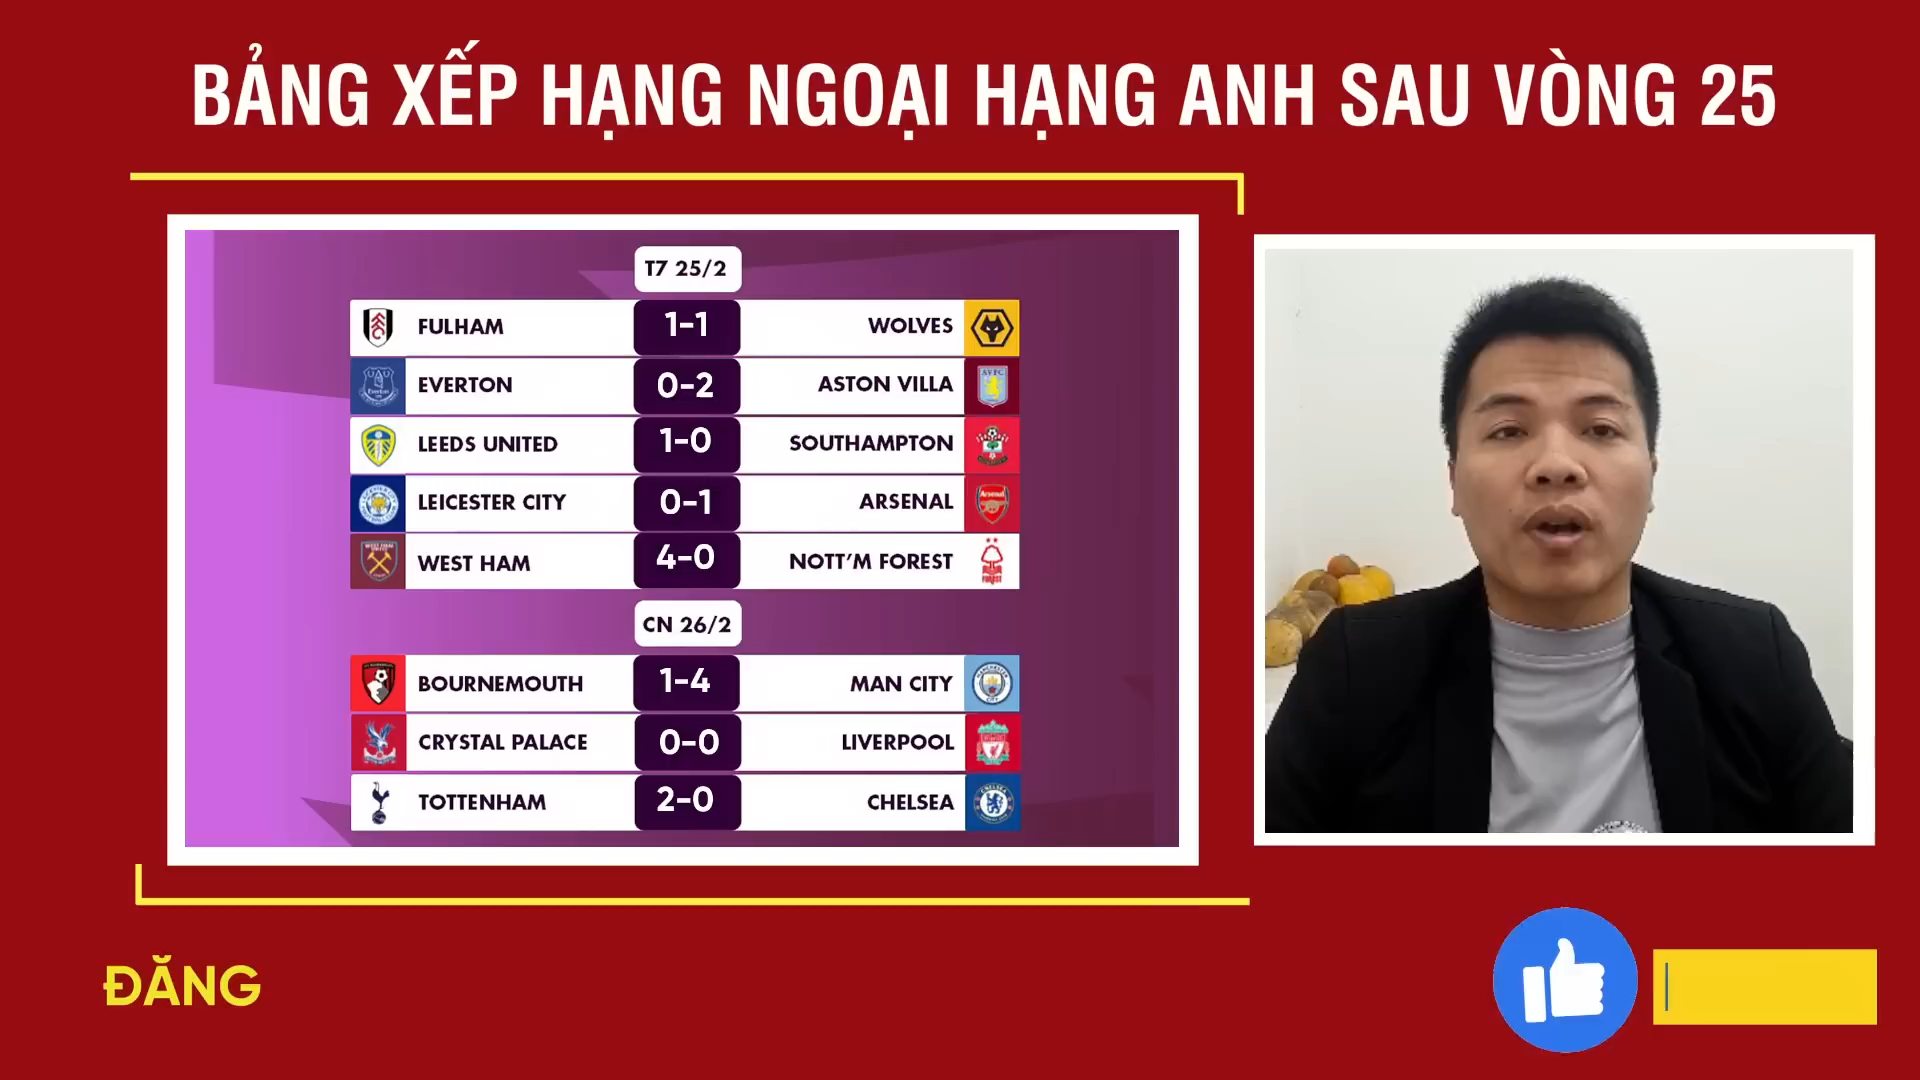 BẢNG XẾP HẠNG NGOẠI HẠNG ANH SAU VÒNG 25
T7 25/2
FULHAM 1-1 WOLVES
EVERTON 0-2 ASTON VILLA
LEEDS UNITED 1-0 SOUTHAMPTON
LEICESTER CITY 0-1 ARSENAL
WEST HAM 4-0 NOTT'M FOREST
CN 26/2
BOURNEMOUTH 1-4 MAN CITY
CRYSTAL PALACE 0-0 LIVERPOOL
TOTTENHAM 2-0 CHELSEA
ĐĂNG